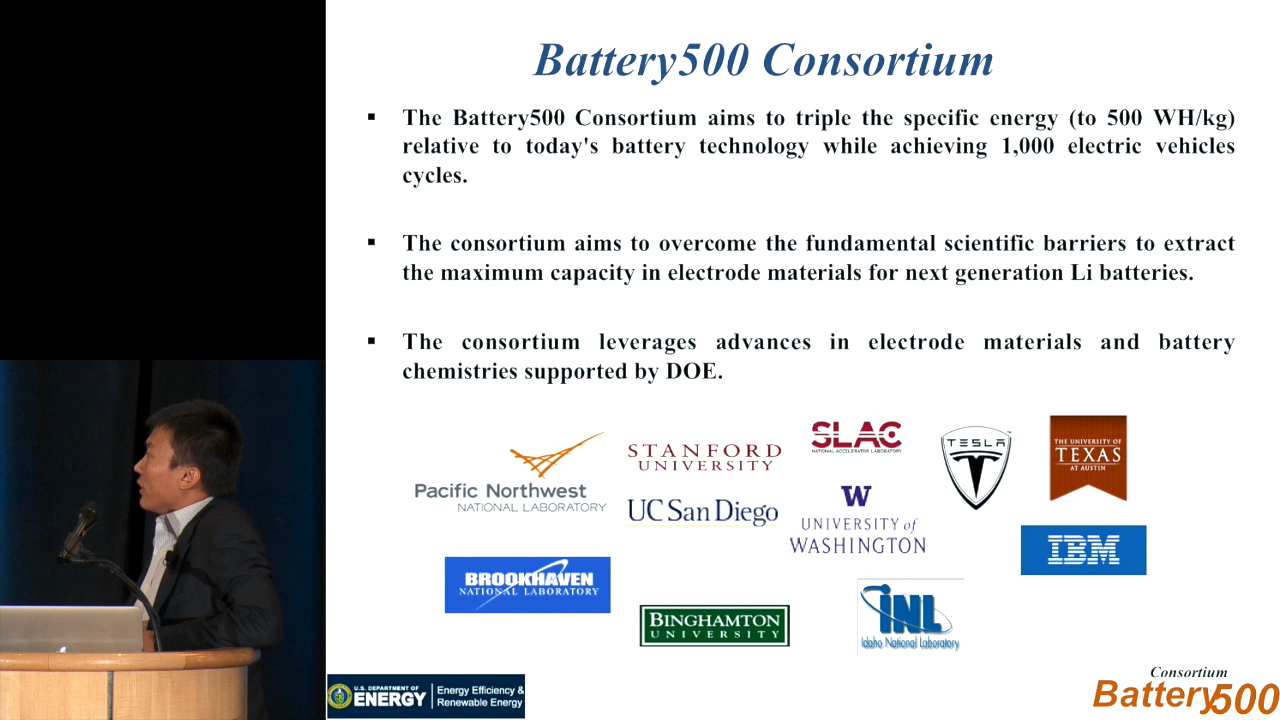 Battery500 Consortium
▪ The Battery500 Consortium aims to triple the specific energy (to 500 WH/kg)
relative to today's battery technology while achieving 1,000 electric vehicles
cycles.
▪ The consortium aims to overcome the fundamental scientific barriers to extract
the maximum capacity in electrode materials for next generation Li batteries.
▪ The consortium leverages advances in electrode materials and battery
chemistries supported by DOE.
Pacific Northwest
NATIONAL LABORATORY
STANFORD
UNIVERSITY
SLAC
NATIONAL ACCELERATOR LABORATORY
TESLA
THE UNIVERSITY OF
TEXAS
AT AUSTIN
UC San Diego
W
UNIVERSITY of
WASHINGTON
IBM
BROOKHAVEN
NATIONAL LABORATORY
BINGHAMTON
UNIVERSITY
INL
Idaho National Laboratory
U.S. DEPARTMENT OF
ENERGY
Energy Efficiency &
Renewable Energy
Consortium
Battery500